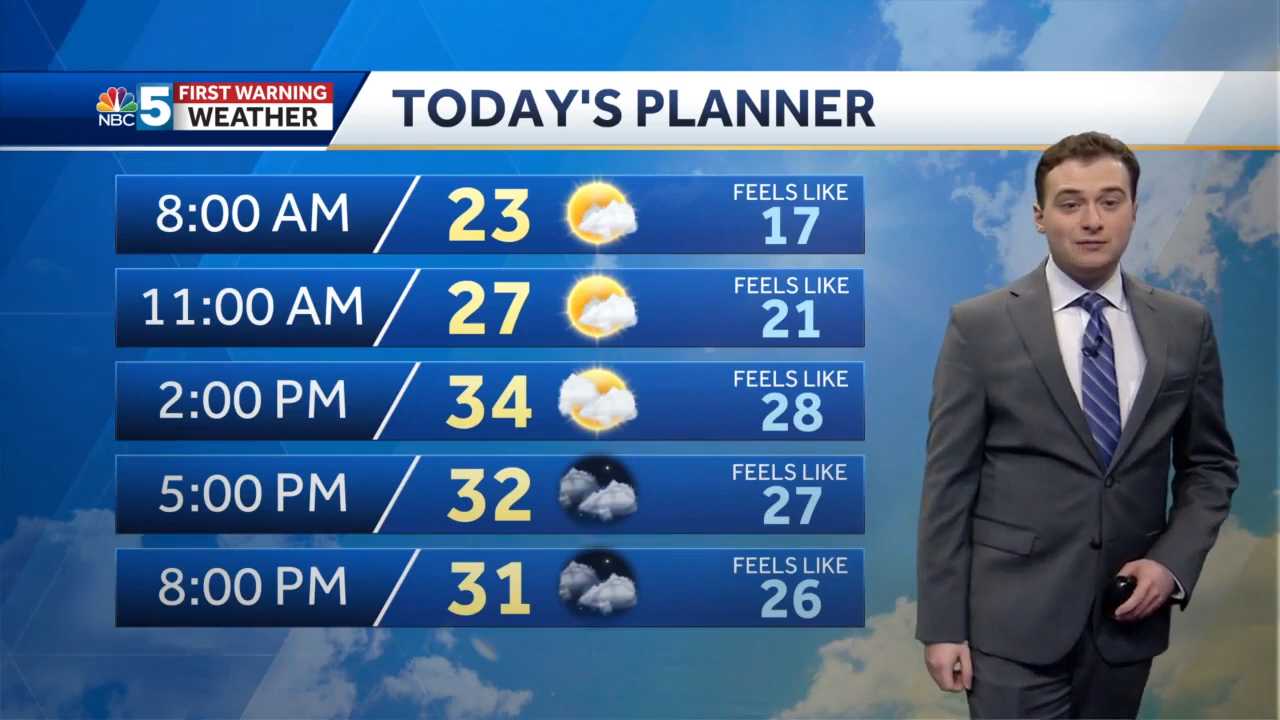 NBC 5 FIRST WARNING
WEATHER
TODAY'S PLANNER
8:00 AM 23 FEELS LIKE 17
11:00 AM 27 FEELS LIKE 21
2:00 PM 34 FEELS LIKE 28
5:00 PM 32 FEELS LIKE 27
8:00 PM 31 FEELS LIKE 26